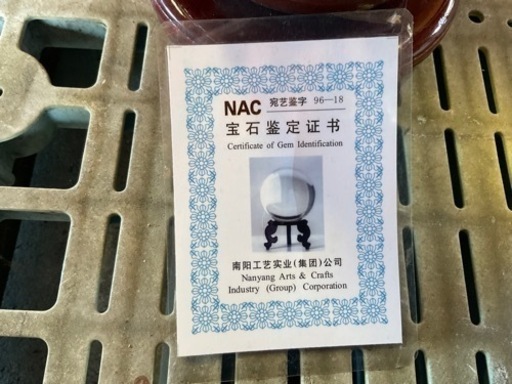 NAC 宛艺鉴字 96—18
宝石鉴定证书
Certificate of Gem Identification
南阳工艺实业(集团)公司
Nanyang Arts & Crafts
Industry (Group) Corporation